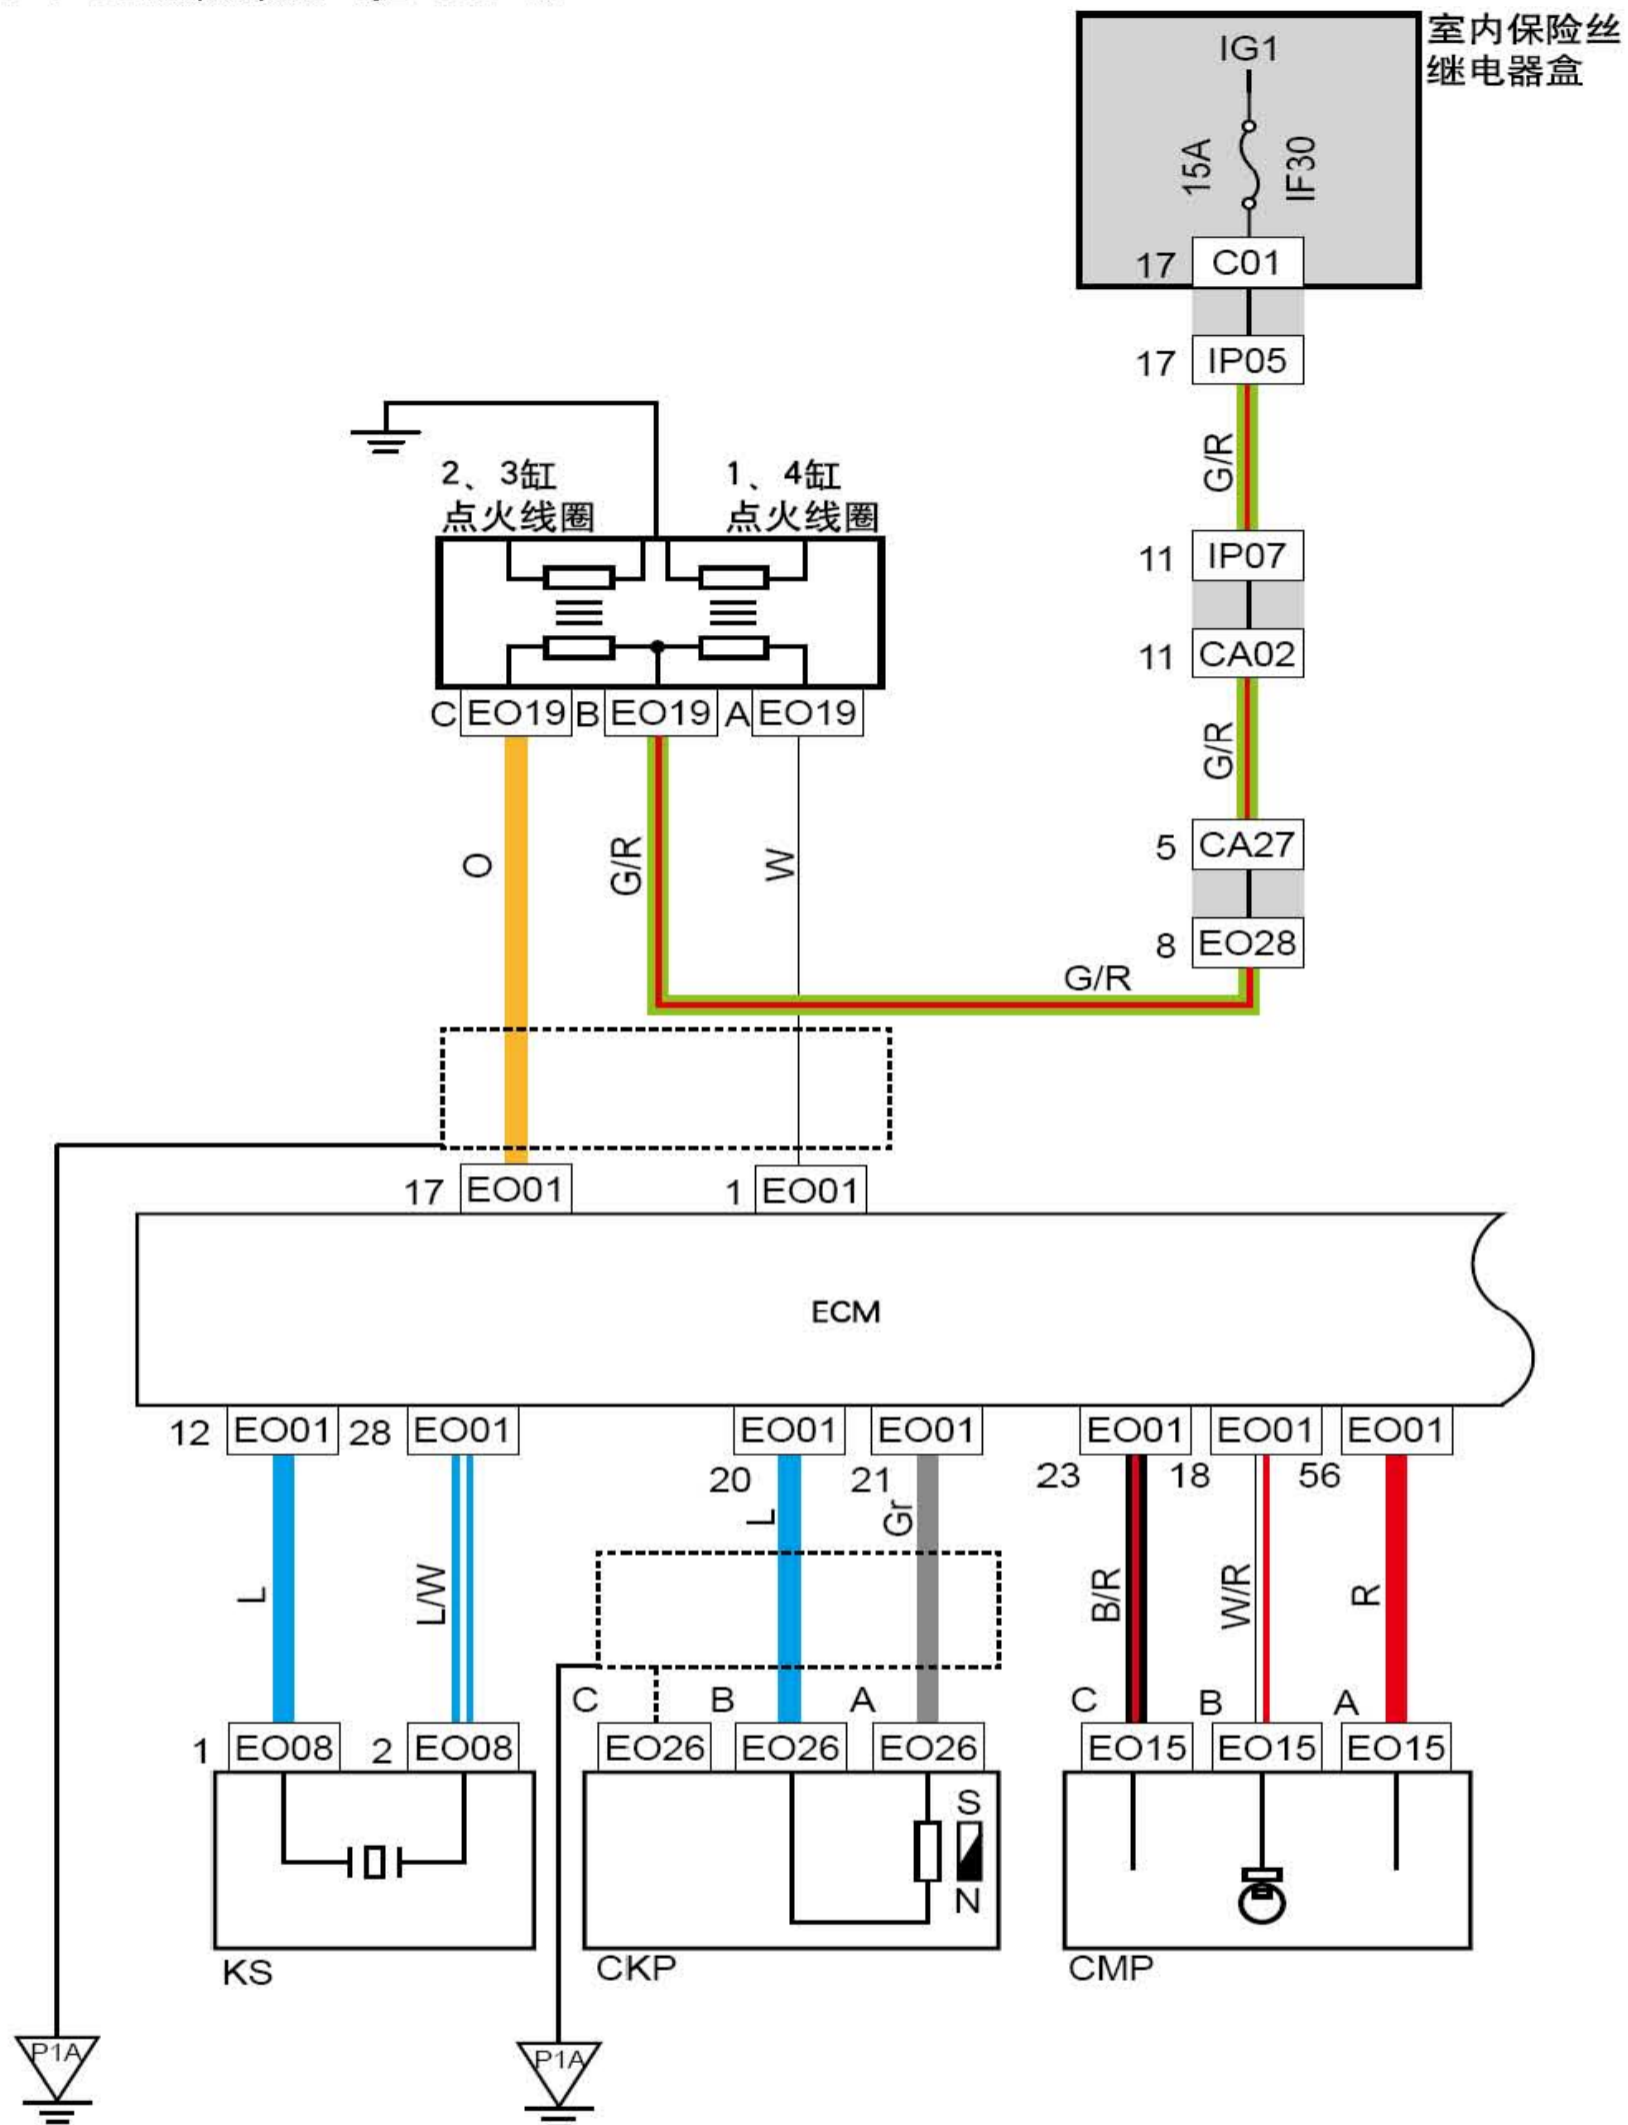 室内保险丝
继电器盒
IG1
15A
IF30
17 C01
17 IP05
G/R
11 IP07
11 CA02
G/R
5 CA27
8 EO28
G/R
2、3缸
点火线圈
1、4缸
点火线圈
C EO19 B EO19 A EO19
O
G/R
W
17 EO01
1 EO01
ECM
12 EO01 28 EO01
EO01 EO01
EO01 EO01 EO01
20 21
23 18 56
L
L/W
L
Gr
B/R
W/R
R
C B A
C B A
1 EO08 2 EO08
EO26 EO26 EO26
EO15 EO15 EO15
S
N
KS
CKP
CMP
P1A
P1A